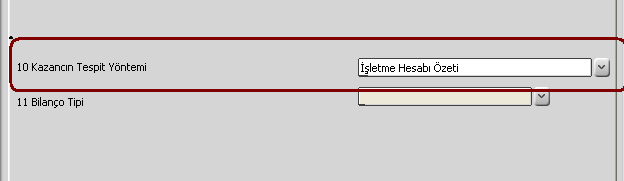 10 Kazancın Tespit Yöntemi İşletme Hesabı Özeti
11 Bilanço Tipi